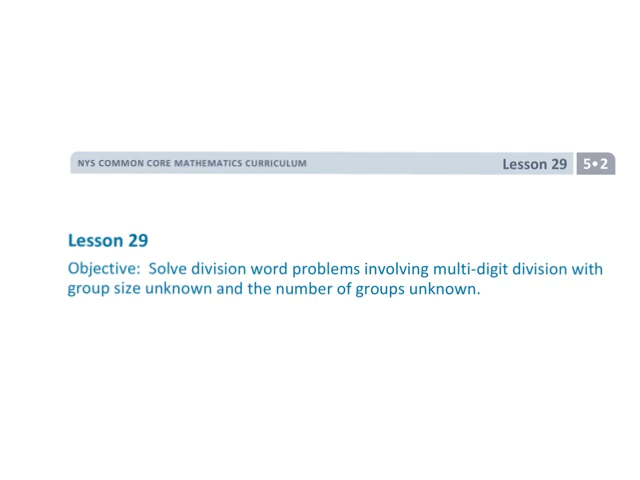 NYS COMMON CORE MATHEMATICS CURRICULUM Lesson 29 5•2
Lesson 29
Objective: Solve division word problems involving multi-digit division with
group size unknown and the number of groups unknown.